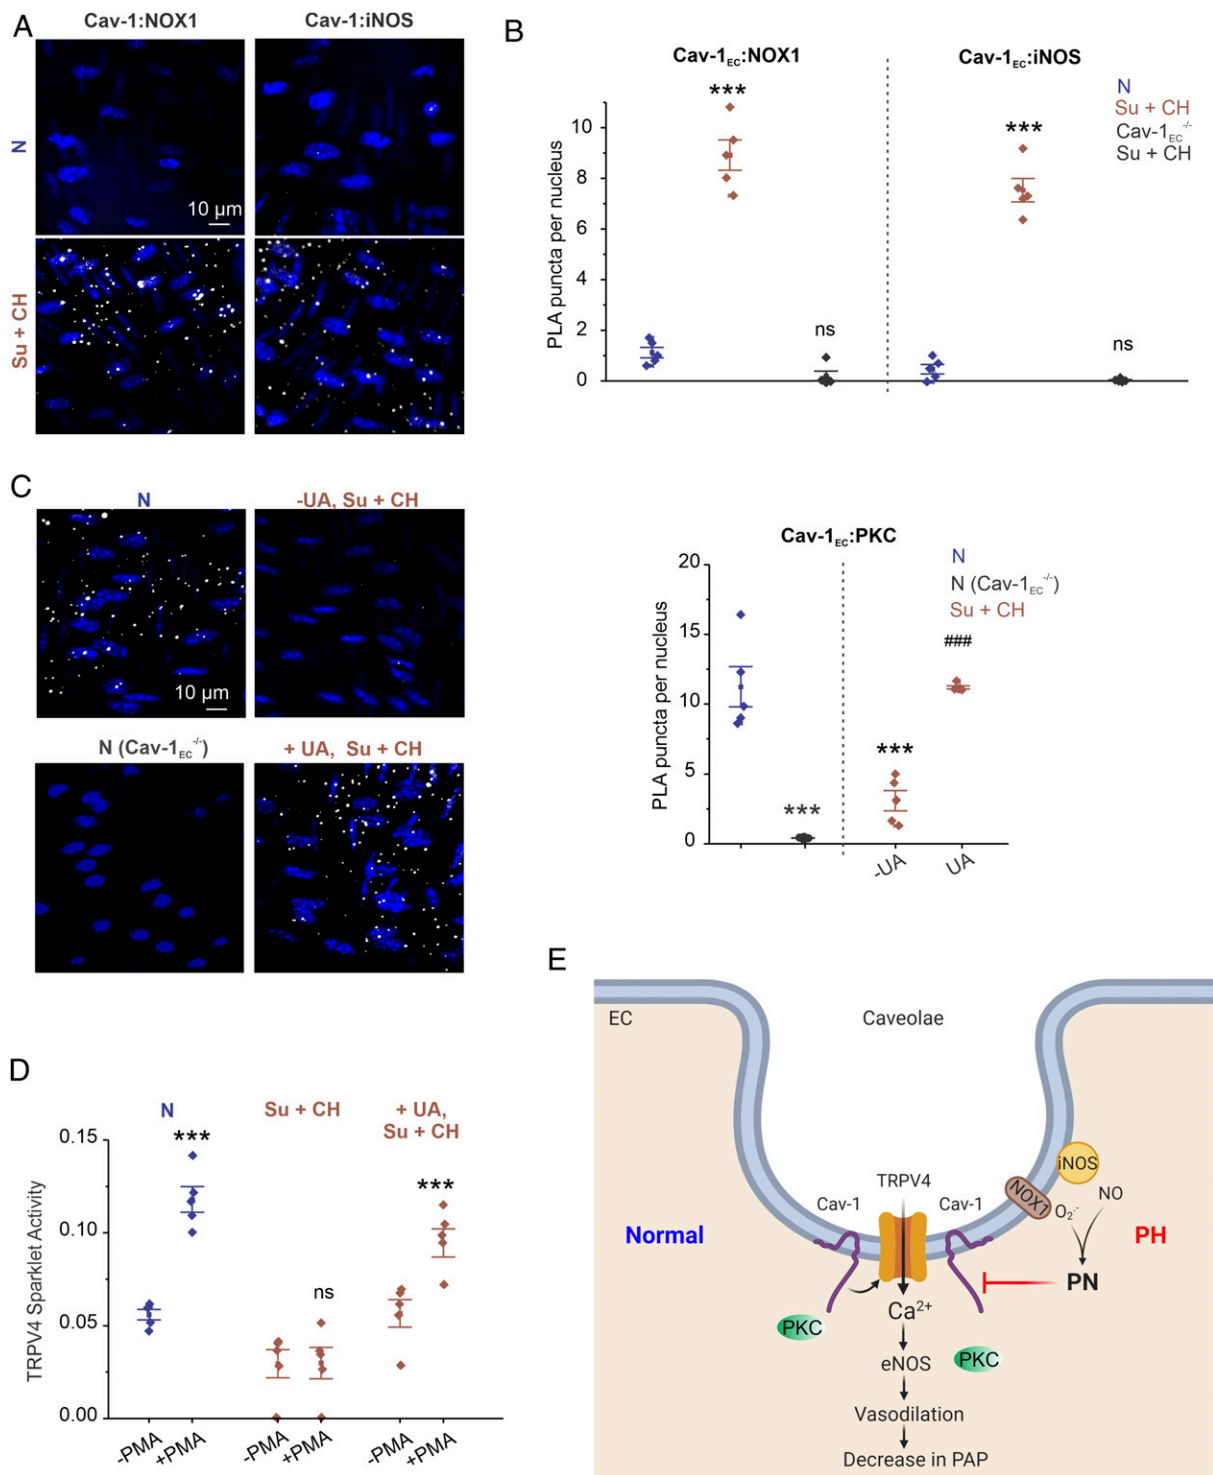 A
Cav-1:NOX1
Cav-1:iNOS
N
10 µm
Su + CH
B
Cav-1EC:NOX1
Cav-1EC:iNOS
N
Su + CH
Cav-1EC-/-
Su + CH
***
***
ns
ns
PLA puncta per nucleus
10
8
6
4
2
0
C
N
-UA, Su + CH
10 µm
N (Cav-1EC-/-)
+ UA, Su + CH
Cav-1EC:PKC
N
N (Cav-1EC-/-)
Su + CH
PLA puncta per nucleus
20
15
10
5
0
***
***
###
-UA
UA
D
N
Su + CH
+ UA,
Su + CH
***
ns
***
TRPV4 Sparklet Activity
0.15
0.10
0.05
0.00
-PMA
+PMA
-PMA
+PMA
-PMA
+PMA
E
EC
Caveolae
iNOS
TRPV4
NOX1
NO
Cav-1
Cav-1
O2·-
Normal
PH
PN
Ca2+
PKC
eNOS
PKC
Vasodilation
Decrease in PAP